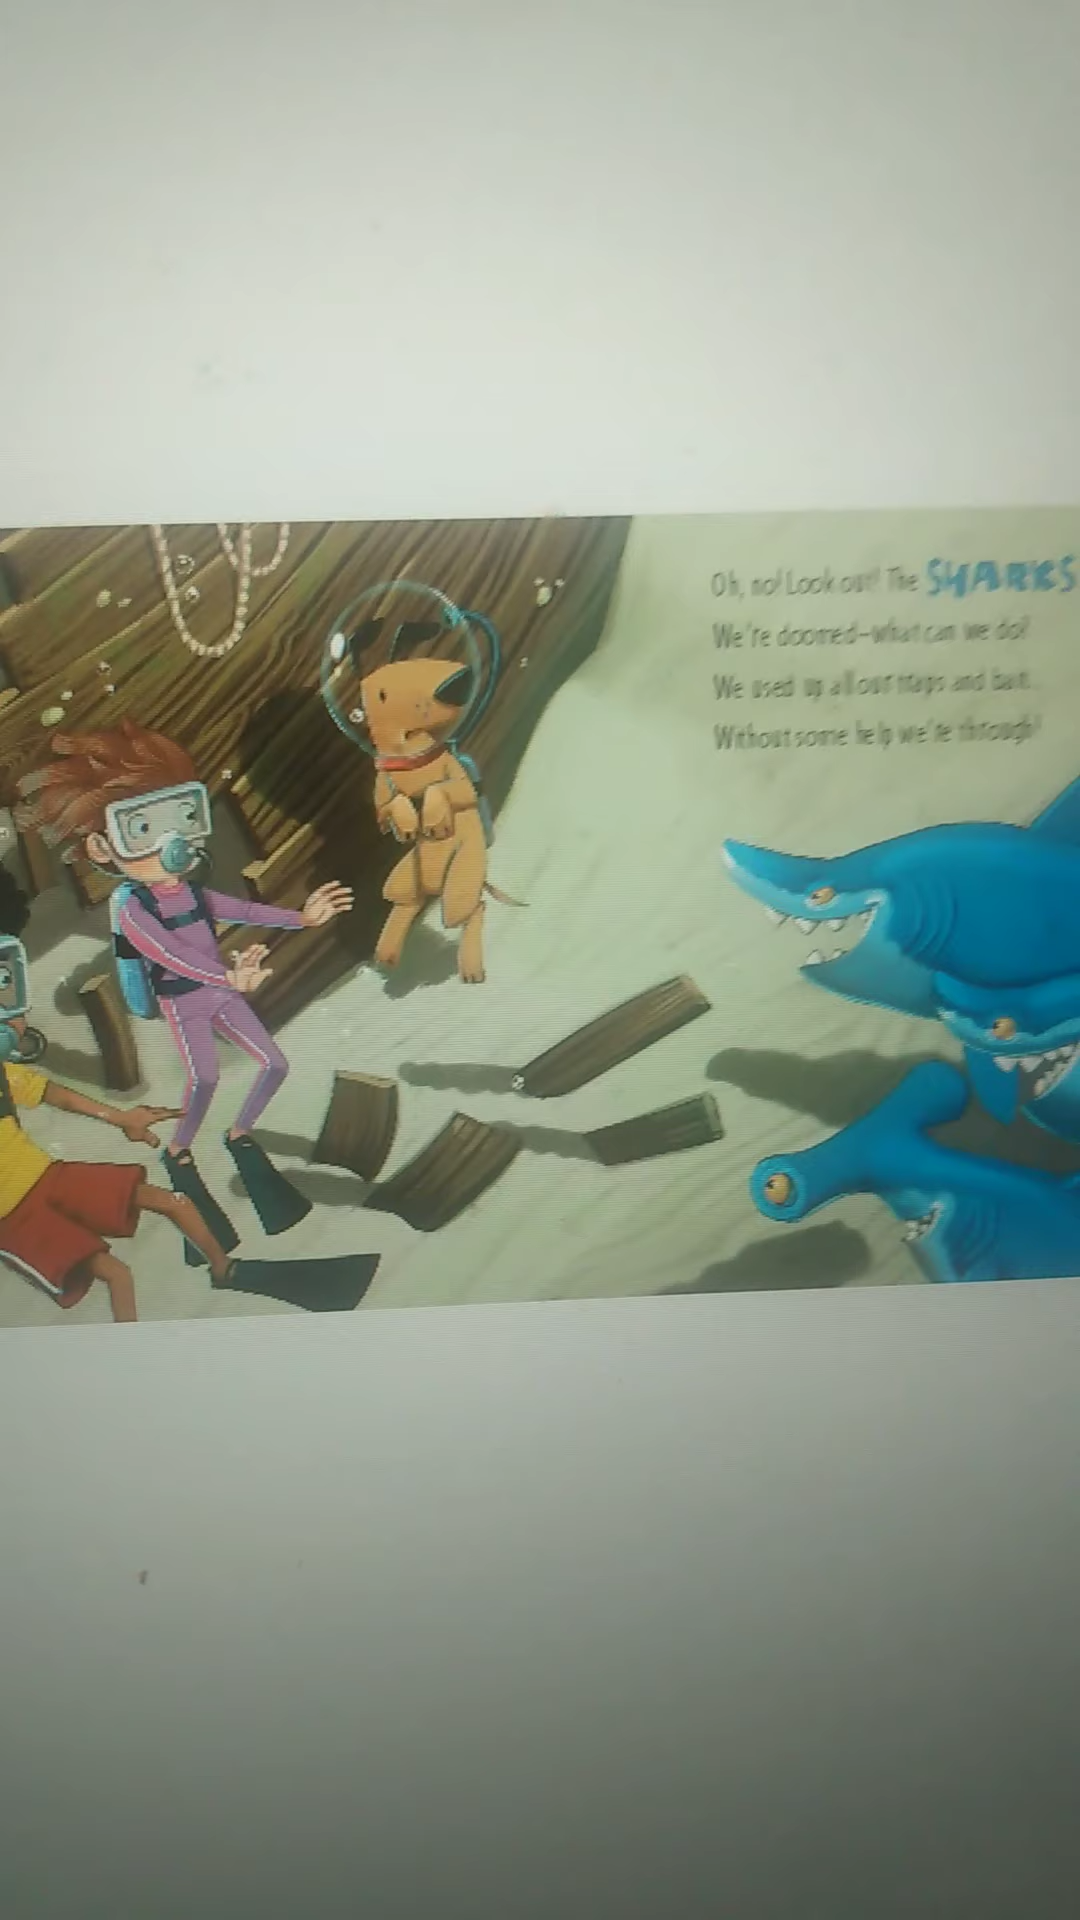 Oh, no! Look out! The SHARKS
We're doomed—what can we do?
We used up all our traps and bait.
Without some help we're through!